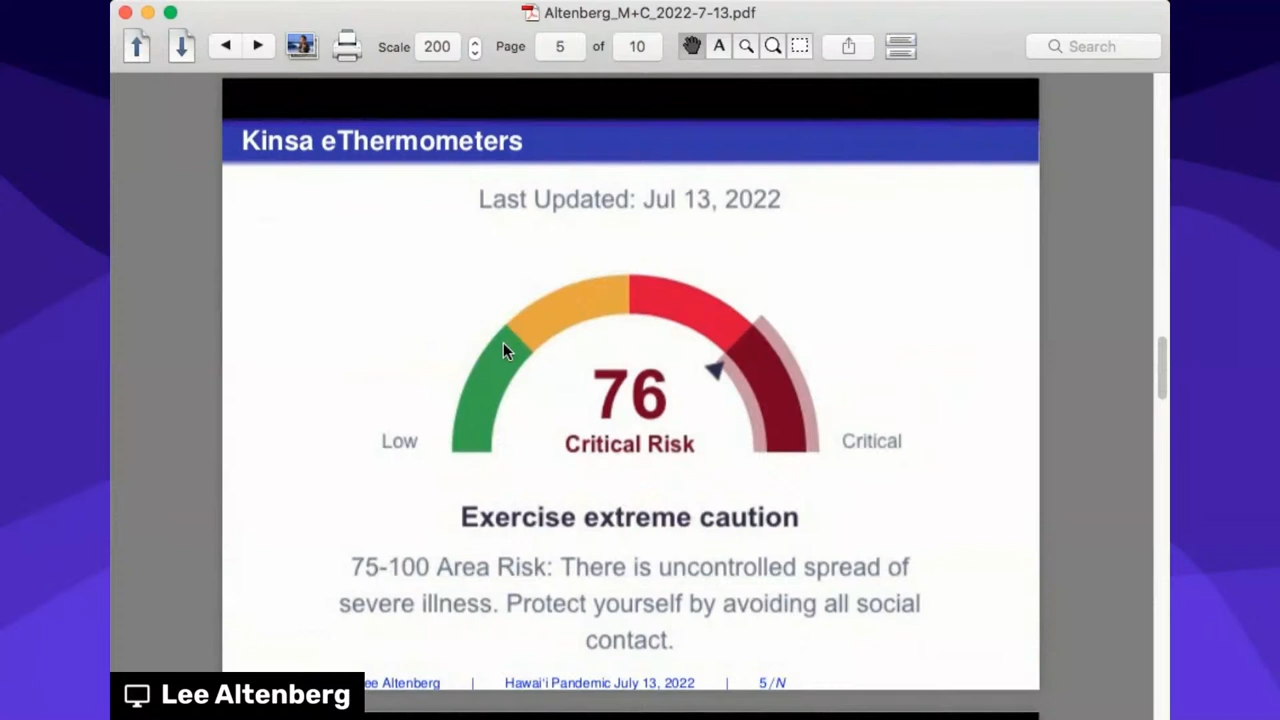 Altenberg_M+C_2022-7-13.pdf
Scale 200 Page 5 of 10 A Search
Kinsa eThermometers
Last Updated: Jul 13, 2022
76
Critical Risk
Low
Critical
Exercise extreme caution
75-100 Area Risk: There is uncontrolled spread of
severe illness. Protect yourself by avoiding all social
contact.
ee Altenberg | Hawai‘i Pandemic July 13, 2022 | 5/N
Lee Altenberg